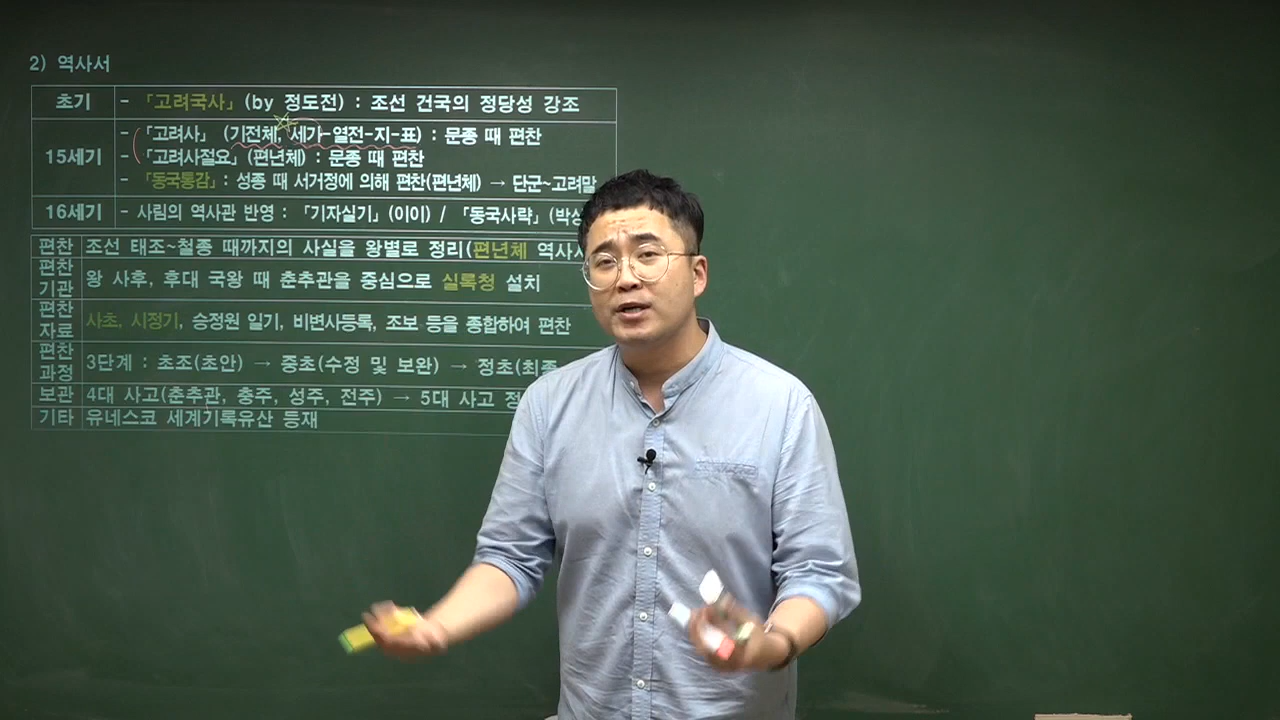 2) 역사서
초기 - 「고려국사」(by 정도전) : 조선 건국의 정당성 강조
15세기 - 「고려사」 (기전체, 세가-열전-지-표) : 문종 때 편찬
- 「고려사절요」(편년체) : 문종 때 편찬
- 「동국통감」 : 성종 때 서거정에 의해 편찬(편년체) → 단군~고려말
16세기 - 사림의 역사관 반영 : 「기자실기」(이이) / 「동국사략」(박상
편찬 조선 태조~철종 때까지의 사실을 왕별로 정리(편년체 역사서
편찬 기관 왕 사후, 후대 국왕 때 춘추관을 중심으로 실록청 설치
편찬 자료 사초, 시정기, 승정원 일기, 비변사등록, 조보 등을 종합하여 편찬
편찬 과정 3단계 : 초조(초안) → 중초(수정 및 보완) → 정초(최종
보관 4대 사고(춘추관, 충주, 성주, 전주) → 5대 사고 정
기타 유네스코 세계기록유산 등재